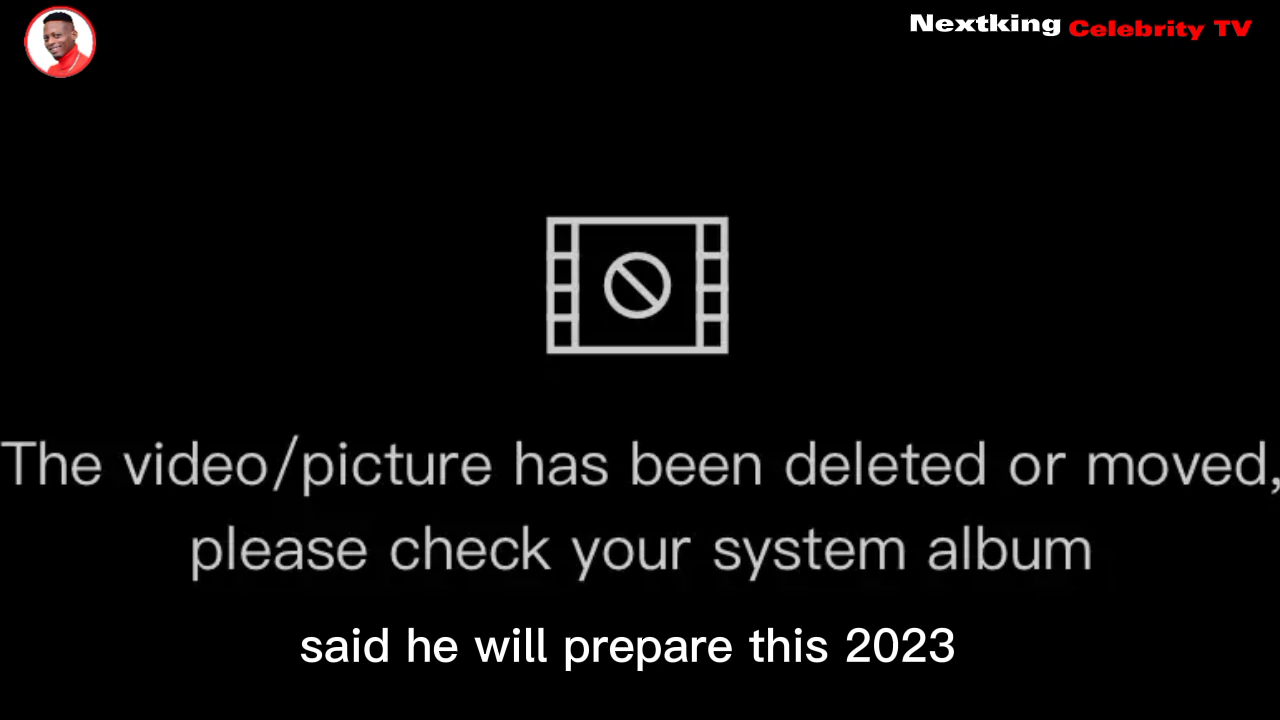 Nextking Celebrity TV
The video/picture has been deleted or moved,
please check your system album
said he will prepare this 2023